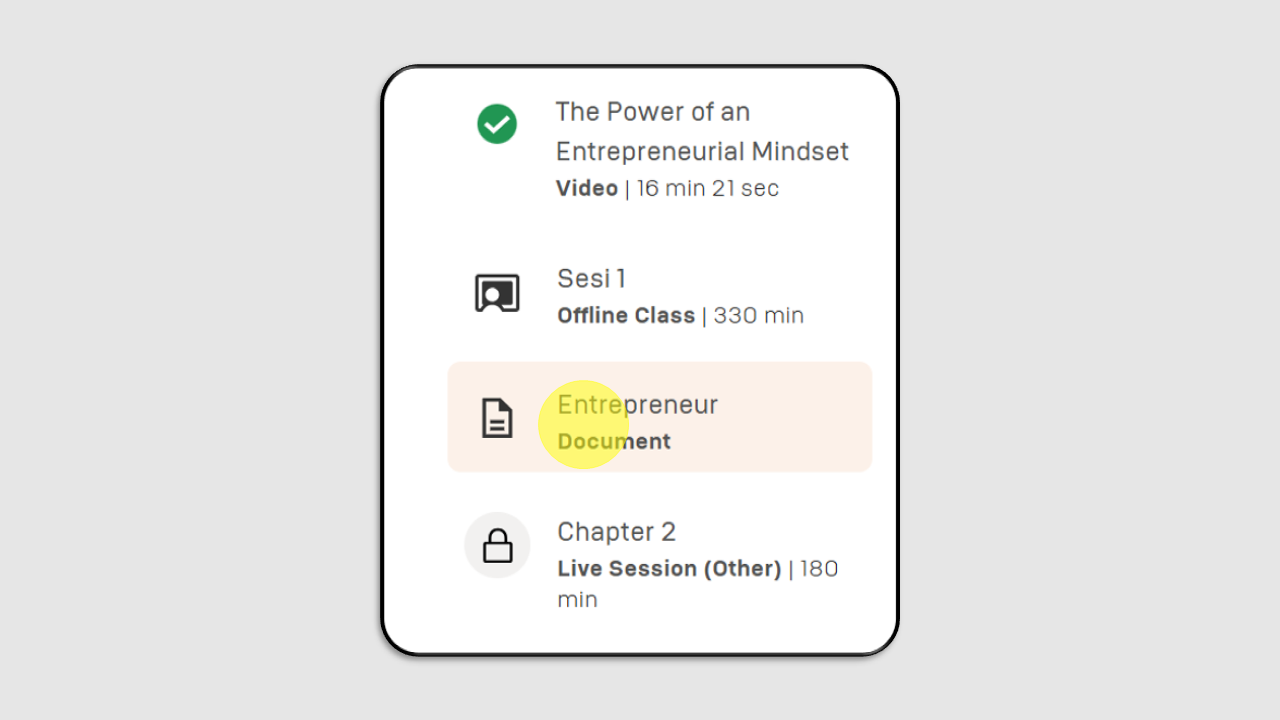 The Power of an
Entrepreneurial Mindset
Video | 16 min 21 sec
Sesi 1
Offline Class | 330 min
Entrepreneur
Document
Chapter 2
Live Session (Other) | 180
min